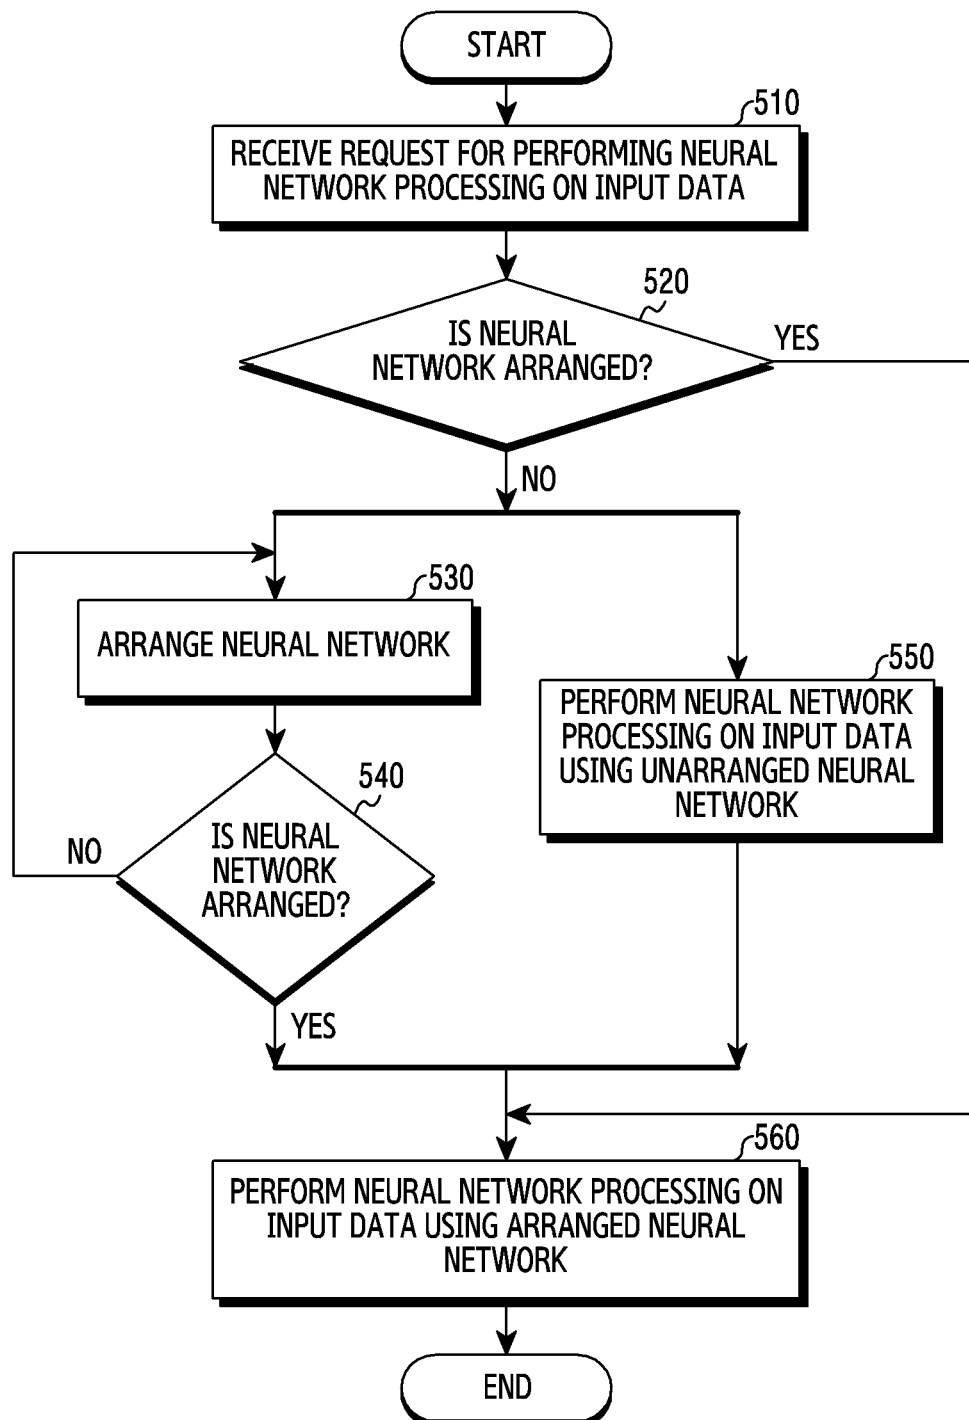 START
510
RECEIVE REQUEST FOR PERFORMING NEURAL
NETWORK PROCESSING ON INPUT DATA
520
IS NEURAL
NETWORK ARRANGED?
YES
NO
530
ARRANGE NEURAL NETWORK
550
PERFORM NEURAL NETWORK
PROCESSING ON INPUT DATA
USING UNARRANGED NEURAL
NETWORK
540
IS NEURAL
NETWORK
ARRANGED?
NO
YES
560
PERFORM NEURAL NETWORK PROCESSING ON
INPUT DATA USING ARRANGED NEURAL
NETWORK
END